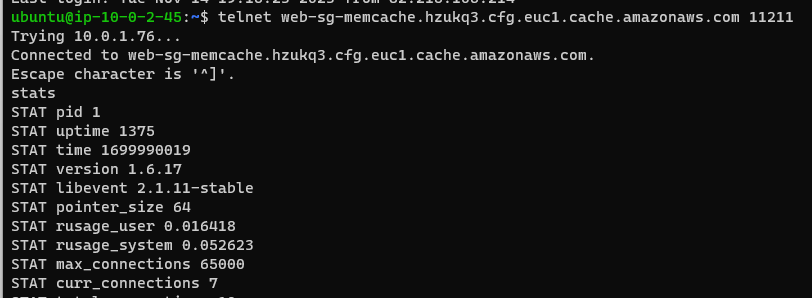 ubuntu@ip-10-0-2-45:~$ telnet web-sg-memcache.hzukq3.cfg.euc1.cache.amazonaws.com 11211
Trying 10.0.1.76...
Connected to web-sg-memcache.hzukq3.cfg.euc1.cache.amazonaws.com.
Escape character is '^]'.
stats
STAT pid 1
STAT uptime 1375
STAT time 1699990019
STAT version 1.6.17
STAT libevent 2.1.11-stable
STAT pointer_size 64
STAT rusage_user 0.016418
STAT rusage_system 0.052623
STAT max_connections 65000
STAT curr_connections 7